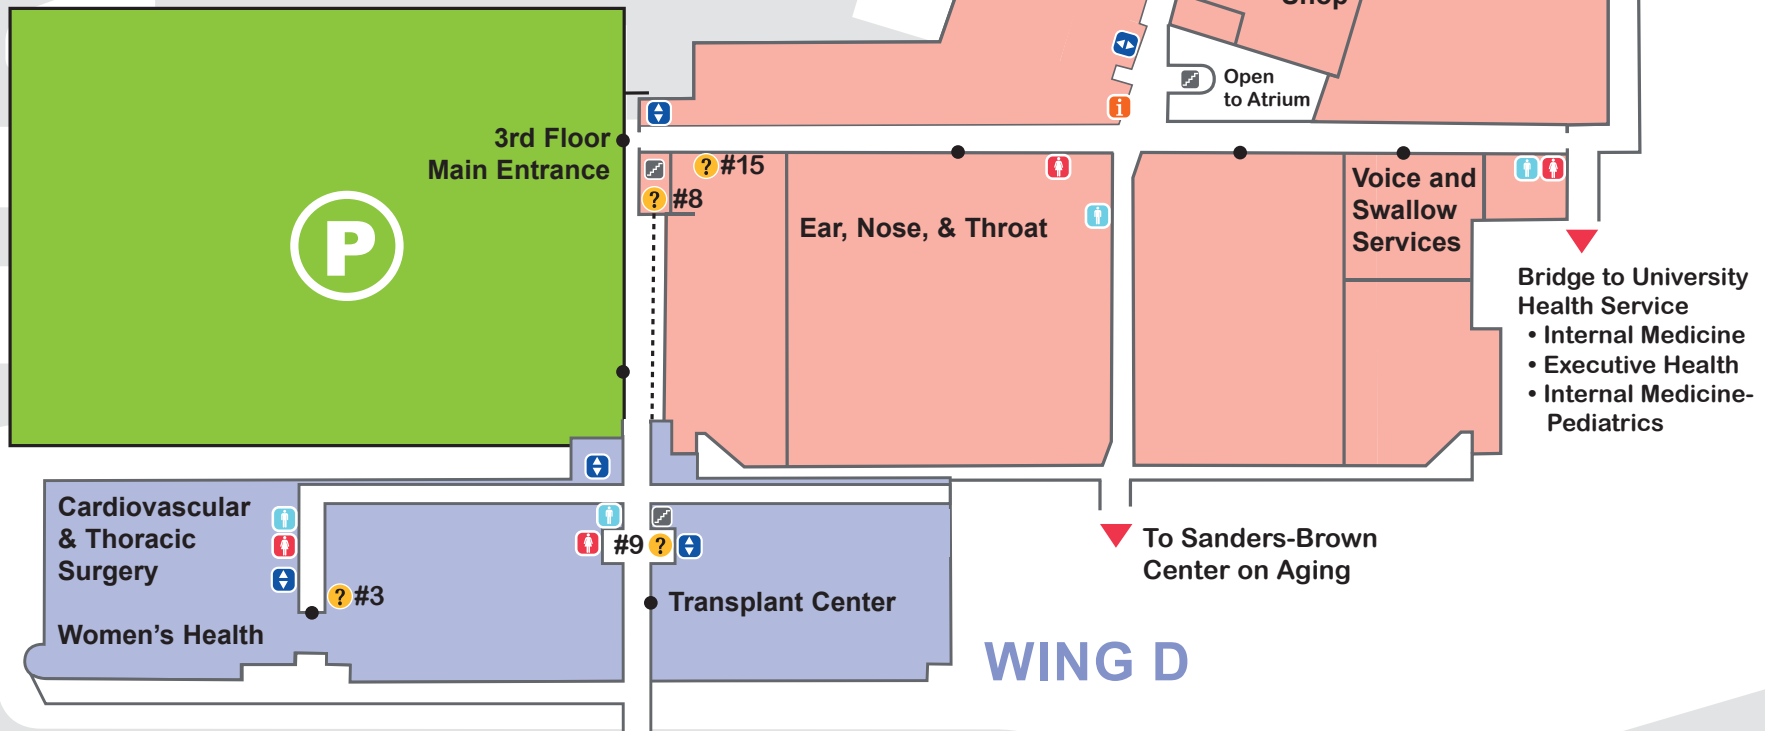 Shop
Open
to Atrium
3rd Floor
Main Entrance
i
? #15
? #8
P
Ear, Nose, & Throat
Voice and
Swallow
Services
Bridge to University
Health Service
• Internal Medicine
• Executive Health
• Internal Medicine-
Pediatrics
Cardiovascular
& Thoracic
Surgery
#9 ?
? #3
Women's Health
Transplant Center
To Sanders-Brown
Center on Aging
WING D